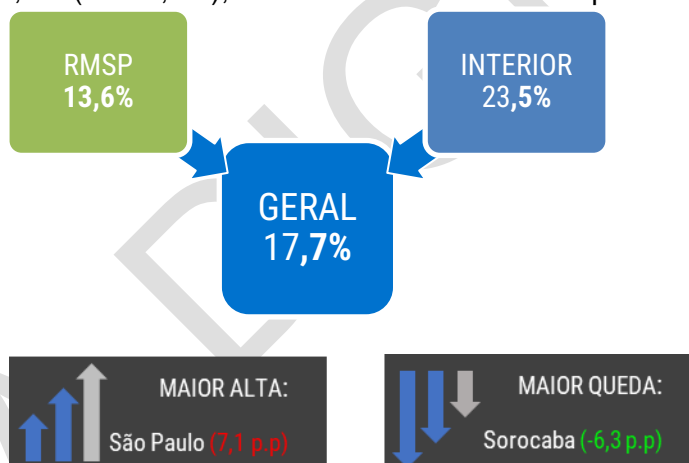 RMSP
13,6%
INTERIOR
23,5%
GERAL
17,7%
MAIOR ALTA:
São Paulo (7,1 p.p)
MAIOR QUEDA:
Sorocaba (-6,3 p.p)